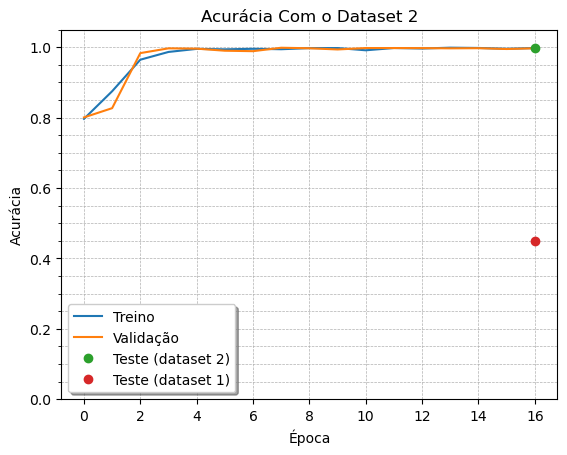 Acurácia Com o Dataset 2
1.0
0.8
0.6
0.4
0.2
0.0
Acurácia
Treino
Validação
Teste (dataset 2)
Teste (dataset 1)
0 2 4 6 8 10 12 14 16
Época